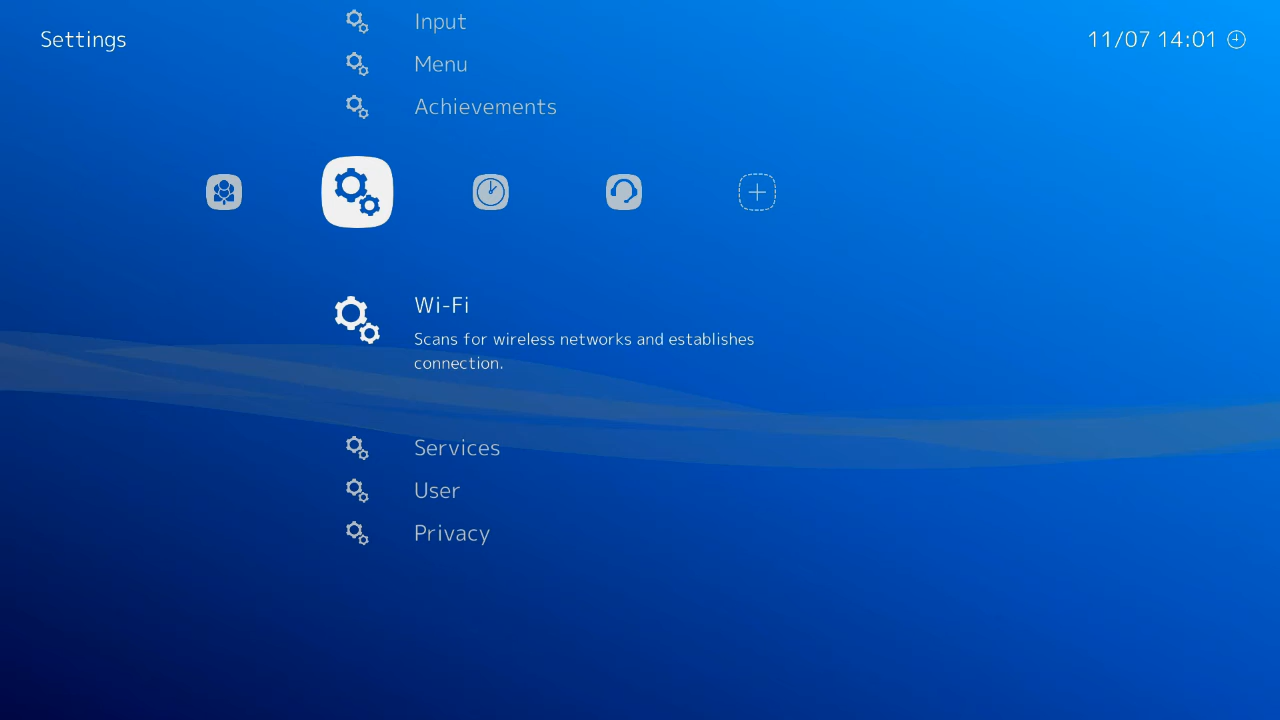 Input
Settings
11/07 14:01
Menu
Achievements
Wi-Fi
Scans for wireless networks and establishes
connection.
Services
User
Privacy